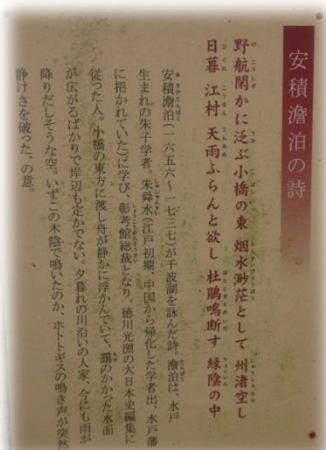 安積澹泊の詩
野航閑かに泛ぶ小橋の東 烟水渺茫として 州渚空し
日暮 江村 天雨ふらんと欲し 杜鵑鳴断す 緑陰の中
安積澹泊(一六五六〜一七三七)が千波湖を詠んだ詩。澹泊は、水戸
生まれの朱子学者。朱舜水(江戸初期、中国から帰化した学者出、水戸藩
に招かれていた)に学び、彰考館総裁となり、徳川光圀の大日本史編集に
従った人。小橋の東方に渡し舟が静かに浮かんでいて、靄のかかった水面
が広がるばかりで岸辺も定かでない。夕暮れの川沿いの人家、今にも雨が
降りだしそうな空。いずこの木陰で鳴いたのか、ホトトギスの鳴き声が突然
静けさを破った、の意。